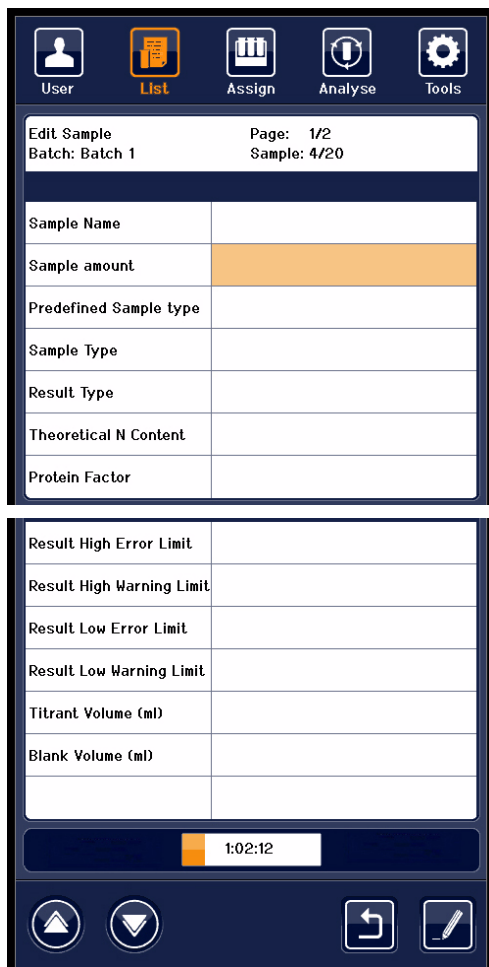 User List Assign Analyse Tools
Edit Sample Page: 1/2
Batch: Batch 1 Sample: 4/20
Sample Name
Sample amount
Predefined Sample type
Sample Type
Result Type
Theoretical N Content
Protein Factor
Result High Error Limit
Result High Warning Limit
Result Low Error Limit
Result Low Warning Limit
Titrant Volume (ml)
Blank Volume (ml)
1:02:12